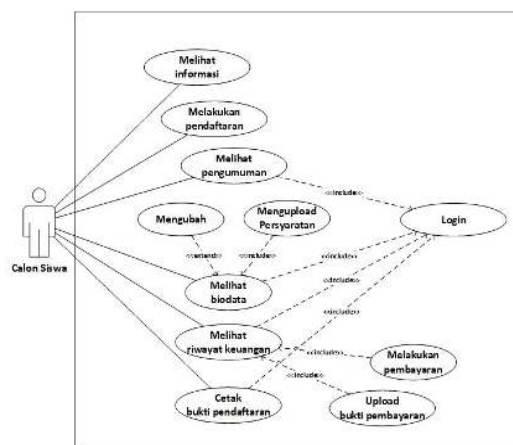 Melihat
informasi
Melakukan
pendaftaran
Melihat
pengumuman
<<include>>
Mengubah
Mengupload
Persyaratan
Login
Calon Siswa
<<extend>>
<<include>>
<<include>>
Melihat
biodata
<<include>>
Melihat
riwayat keuangan
<<include>>
<<include>>
Melakukan
pembayaran
<<include>>
Cetak
bukti pendaftaran
Upload
bukti pembayaran